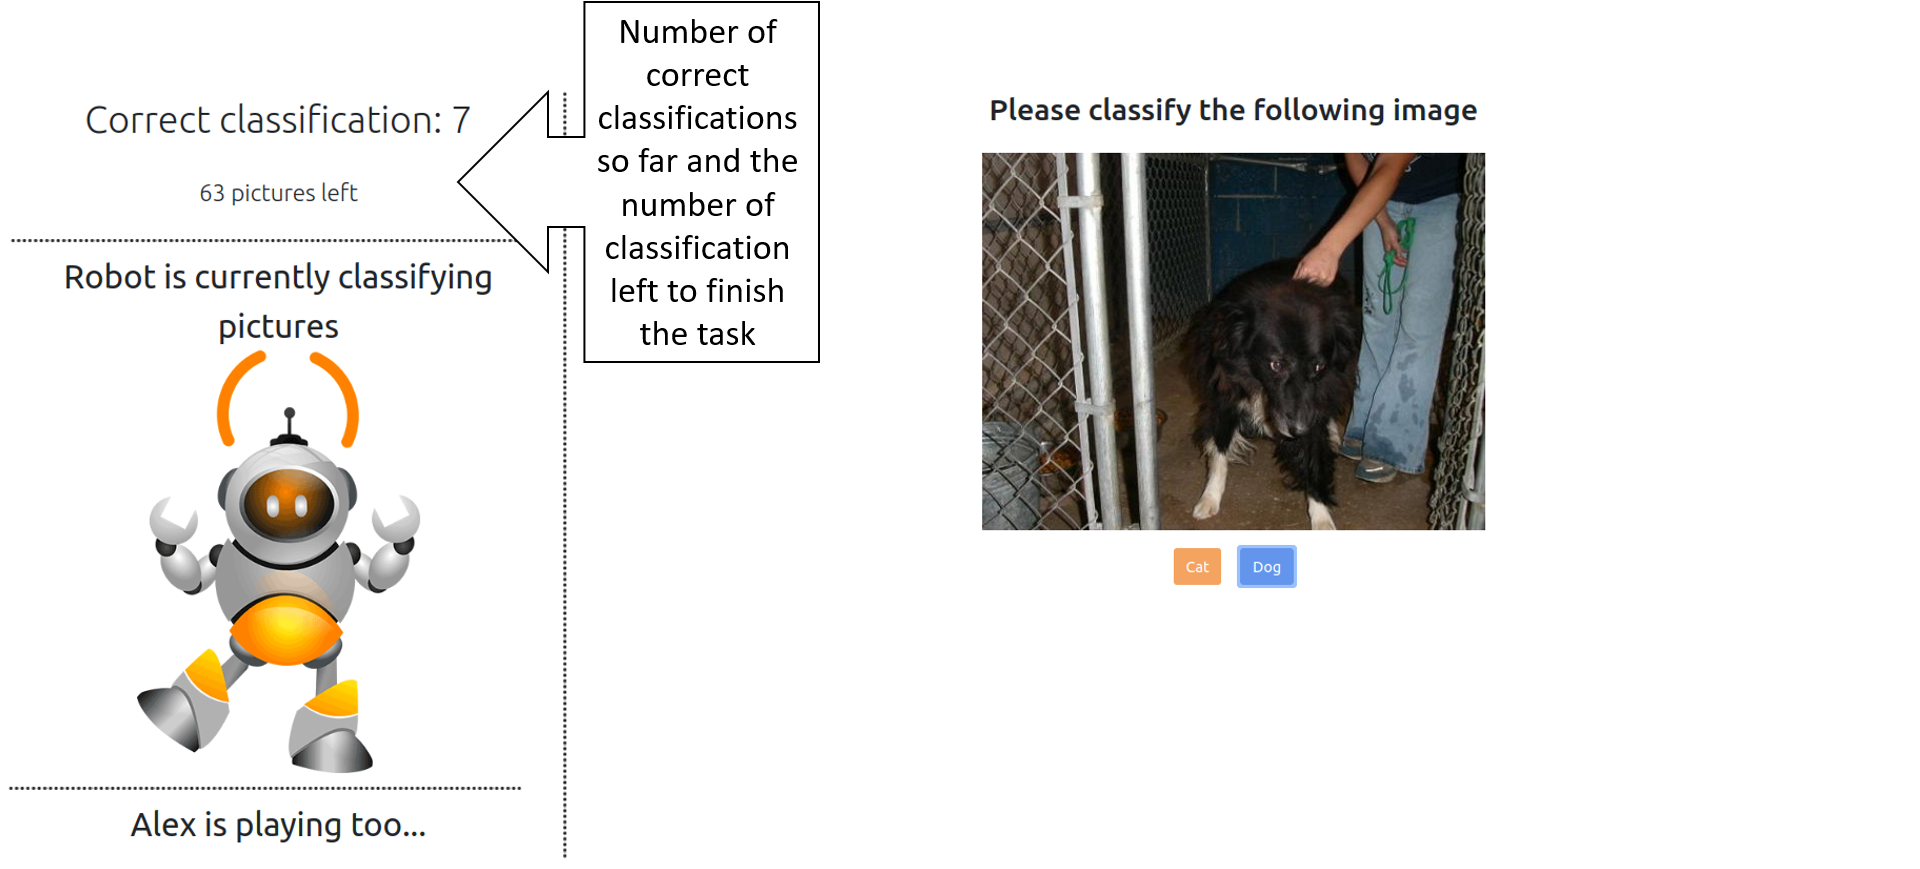 Correct classification: 7
63 pictures left
Robot is currently classifying
pictures
Alex is playing too...
Number of
correct
classifications
so far and the
number of
classification
left to finish
the task
Please classify the following image
Cat
Dog